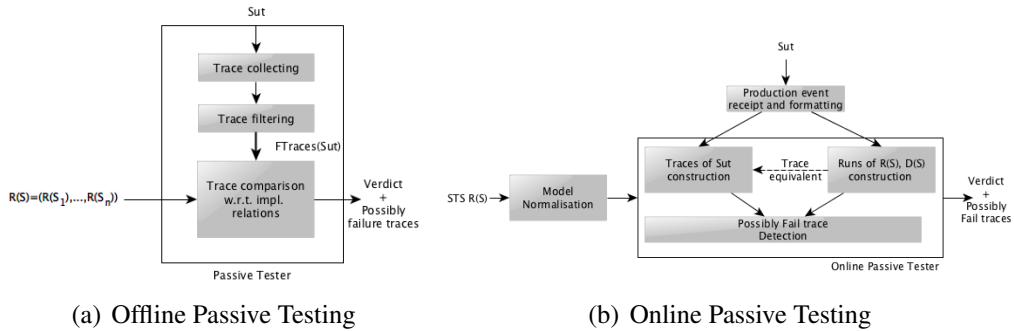 Sut
Trace collecting
Trace filtering
FTraces(Sut)
R(S)=(R(S1),...,R(Sn))
Trace comparison
w.r.t. impl.
relations
Verdict
+
Possibly
failure traces
Passive Tester
(a) Offline Passive Testing
Sut
Production event
receipt and formatting
Traces of Sut
construction
Trace
equivalent
Runs of R(S), D(S)
construction
STS R(S)
Model
Normalisation
Possibly Fail trace
Detection
Verdict
+
Possibly
Fail traces
Online Passive Tester
(b) Online Passive Testing